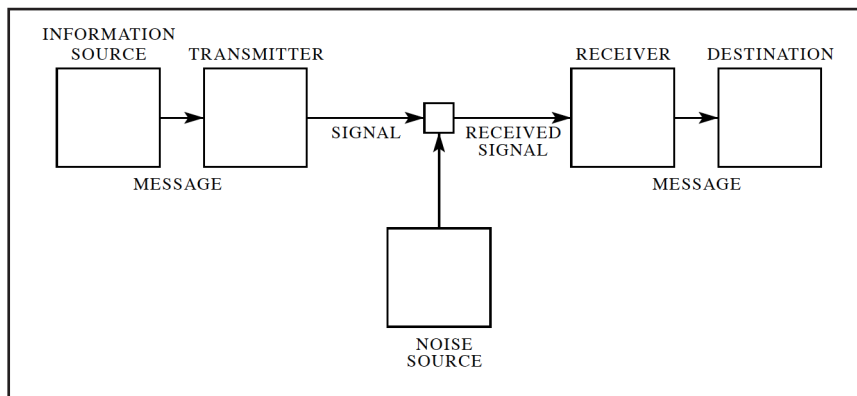 INFORMATION
SOURCE
TRANSMITTER
RECEIVER
DESTINATION
SIGNAL
RECEIVED
SIGNAL
MESSAGE
MESSAGE
NOISE
SOURCE